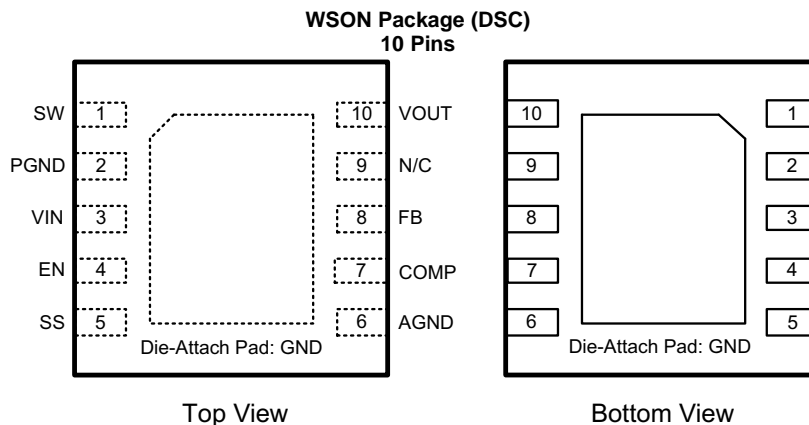 WSON Package (DSC)
10 Pins
SW 1 10 VOUT 10 1
PGND 2 9 N/C 9 2
VIN 3 8 FB 8 3
EN 4 7 COMP 7 4
SS 5 6 AGND 6 5
Die-Attach Pad: GND Die-Attach Pad: GND
Top View Bottom View